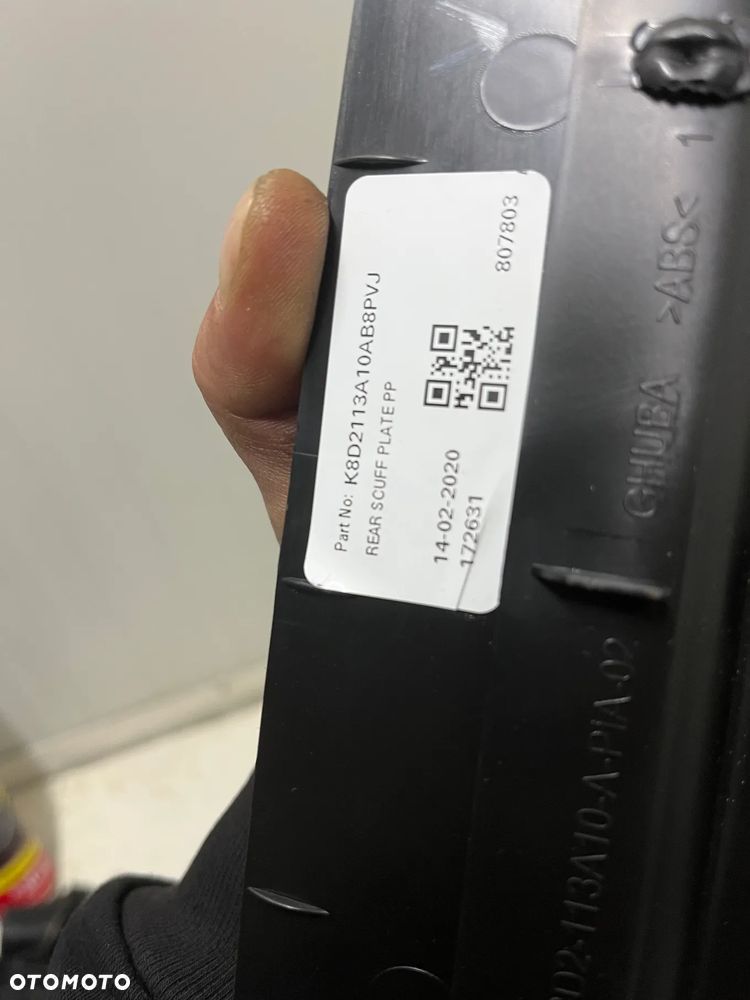 Part No: K8D2113A10AB8PVJ
REAR SCUFF PLATE PP
14-02-2020
172631
807803
GHUBA >ABS< 1
D2-113A10-A-PIA-02
OTOMOTO